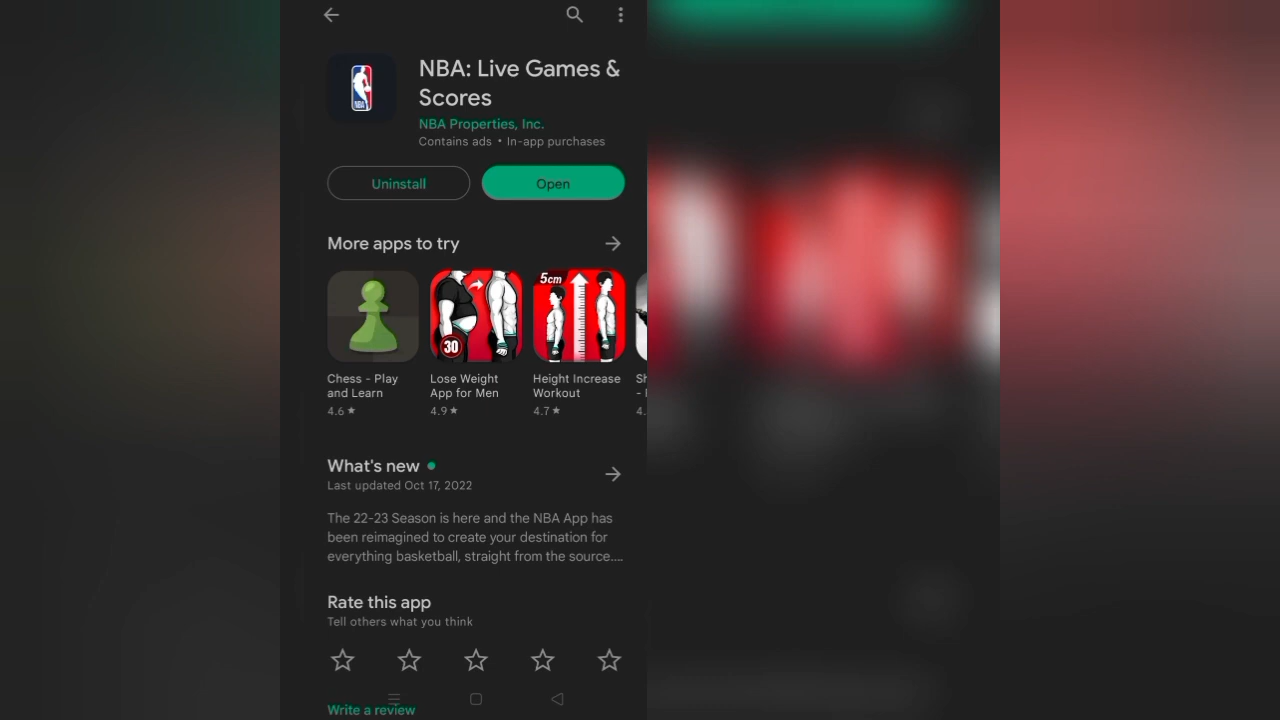 NBA: Live Games &
Scores
NBA
NBA Properties, Inc.
Contains ads • In-app purchases
Uninstall
Open
More apps to try
5cm
30
Chess - Play
and Learn
4.6 ★
Lose Weight
App for Men
4.9 ★
Height Increase
Workout
4.7 ★
What's new
Last updated Oct 17, 2022
The 22-23 Season is here and the NBA App has
been reimagined to create your destination for
everything basketball, straight from the source....
Rate this app
Tell others what you think
Write a review